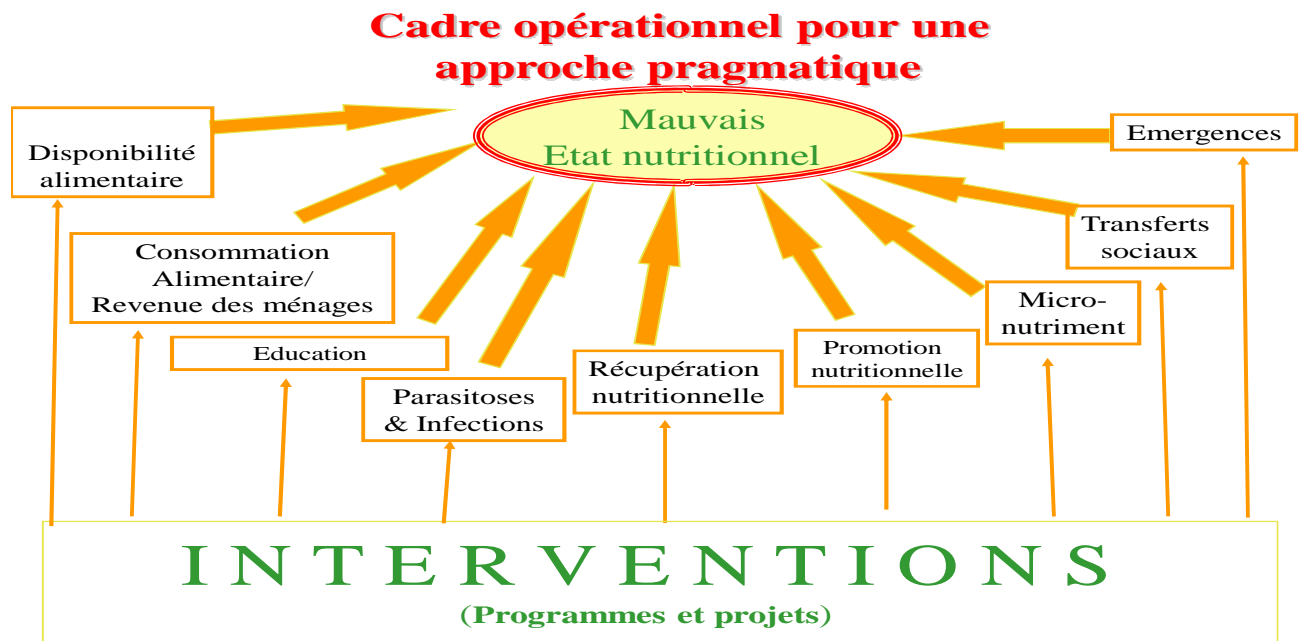 Cadre opérationnel pour une
approche pragmatique
Mauvais
Etat nutritionnel
Disponibilité
alimentaire
Emergences
Consommation
Alimentaire/
Revenue des ménages
Transferts
sociaux
Education
Micro-
nutriment
Parasitoses
& Infections
Récupération
nutritionnelle
Promotion
nutritionnelle
INTERVENTIONS
(Programmes et projets)